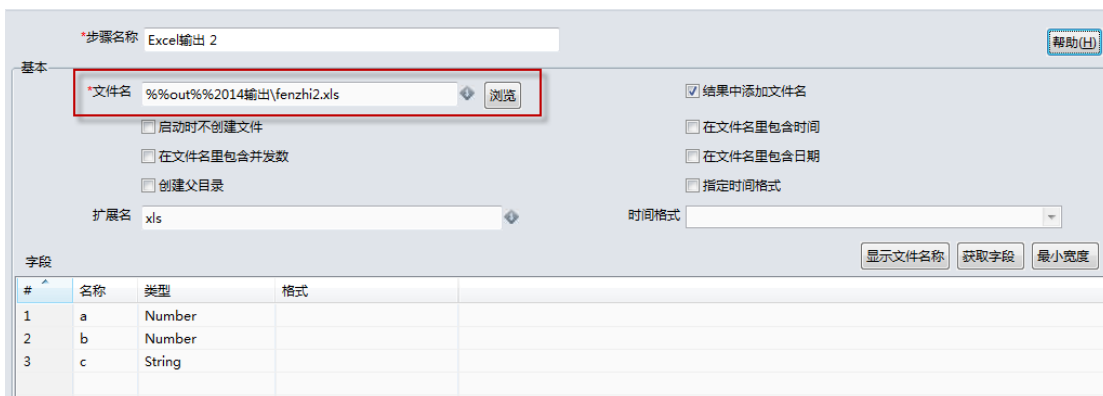 *步骤名称 Excel输出 2 帮助(H)
基本
*文件名 %%out%%2014输出\fenzhi2.xls 浏览 结果中添加文件名
启动时不创建文件 在文件名里包含时间
在文件名里包含并发数 在文件名里包含日期
创建父目录 指定时间格式
扩展名 xls 时间格式
显示文件名称 获取字段 最小宽度
字段
# 名称 类型 格式
1 a Number
2 b Number
3 c String